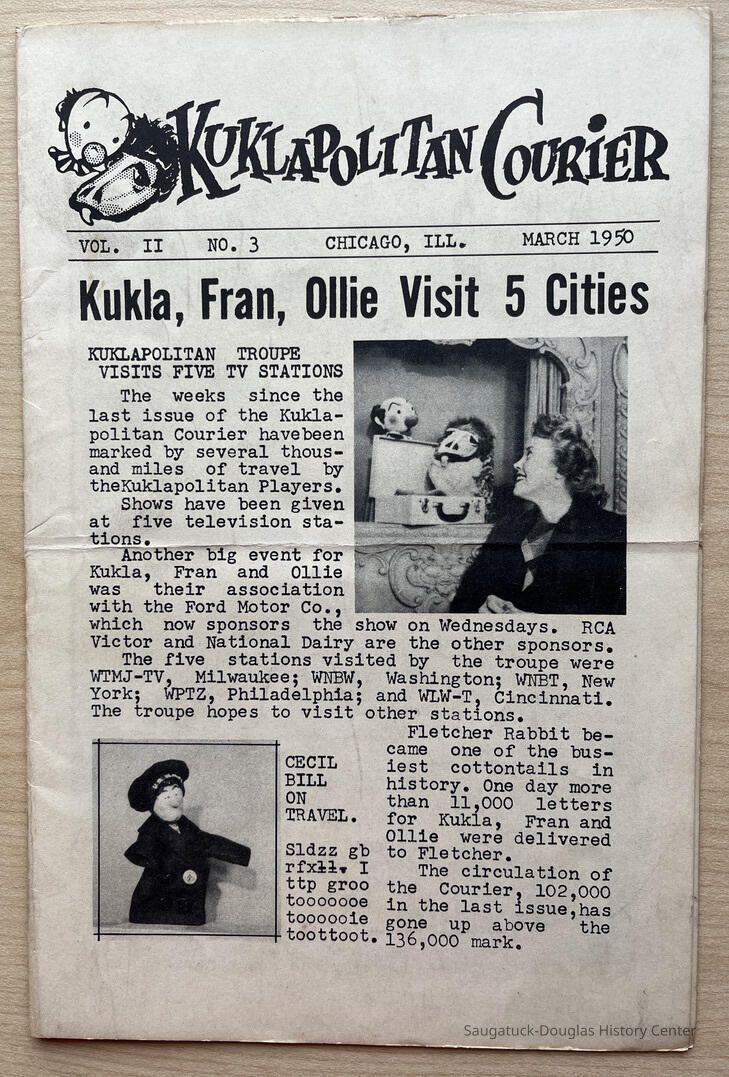 KUKLAPOLITAN COURIER
VOL. II NO. 3 CHICAGO, ILL. MARCH 1950
Kukla, Fran, Ollie Visit 5 Cities
KUKLAPOLITAN TROUPE
VISITS FIVE TV STATIONS
The weeks since the
last issue of the Kukla-
politan Courier havebeen
marked by several thous-
and miles of travel by
theKuklapolitan Players.
Shows have been given
at five television sta-
tions.
Another big event for
Kukla, Fran and Ollie
was their association
with the Ford Motor Co.,
which now sponsors the show on Wednesdays. RCA
Victor and National Dairy are the other sponsors.
The five stations visited by the troupe were
WTMJ-TV, Milwaukee; WNBW, Washington; WNBT, New
York; WPTZ, Philadelphia; and WLW-T, Cincinnati.
The troupe hopes to visit other stations.
CECIL
BILL
ON
TRAVEL.
Sldzz gb
rfxll. I
ttp groo
tooooooe
toooooie
toottoot.
Fletcher Rabbit be-
came one of the bus-
iest cottontails in
history. One day more
than 11,000 letters
for Kukla, Fran and
Ollie were delivered
to Fletcher.
The circulation of
the Courier, 102,000
in the last issue,has
gone up above the
136,000 mark.
Saugatuck-Douglas History Center